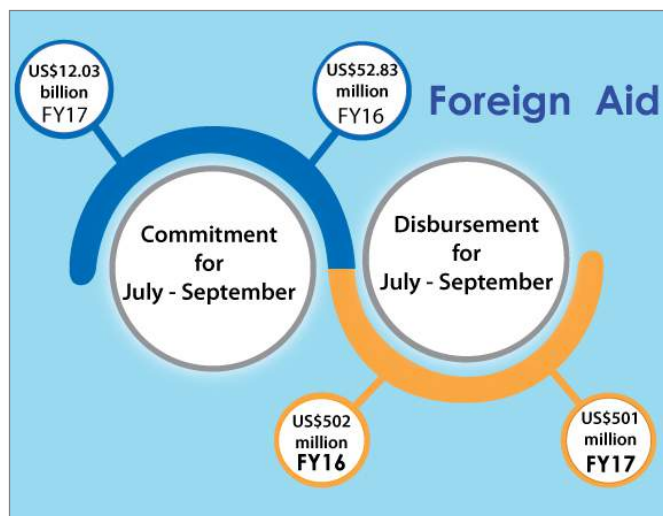 US$12.03
billion
FY17
US$52.83
million
FY16
Foreign Aid
Commitment
for
July - September
Disbursement
for
July - September
US$502
million
FY16
US$501
million
FY17